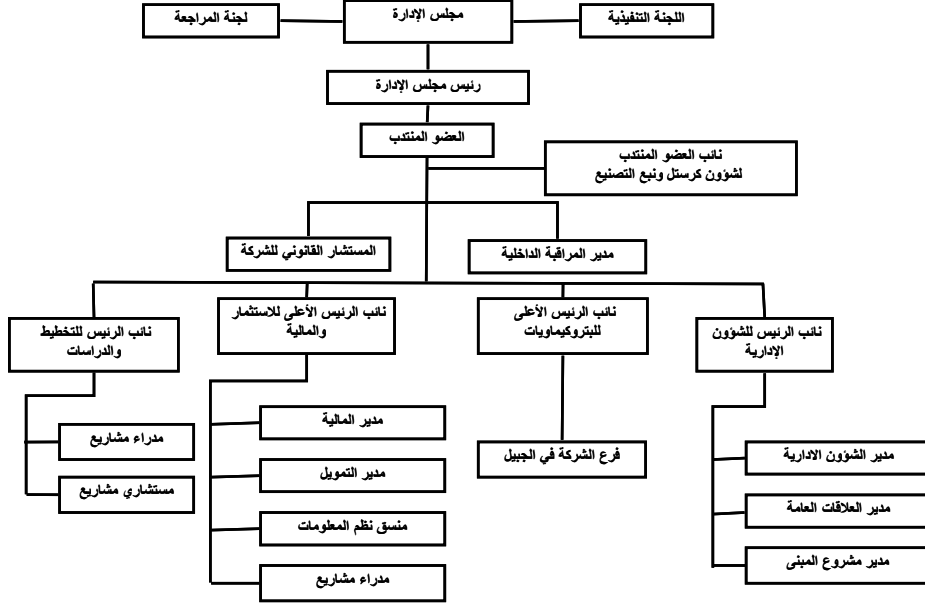 اللجنة التنفيذية
مجلس الإدارة
لجنة المراجعة
رئيس مجلس الإدارة
العضو المنتدب
نائب العضو المنتدب
لشؤون كرستل ونبع التصنيع
مدير المراقبة الداخلية
المستشار القانوني للشركة
نائب الرئيس للشؤون
الإدارية
نائب الرئيس الأعلى
للبتروكيماويات
نائب الرئيس الأعلى للاستثمار
والمالية
نائب الرئيس للتخطيط
والدراسات
مدير الشؤون الادارية
مدير العلاقات العامة
مدير مشروع المبنى
فرع الشركة في الجبيل
مدير المالية
مدير التمويل
منسق نظم المعلومات
مدراء مشاريع
مدراء مشاريع
مستشاري مشاريع